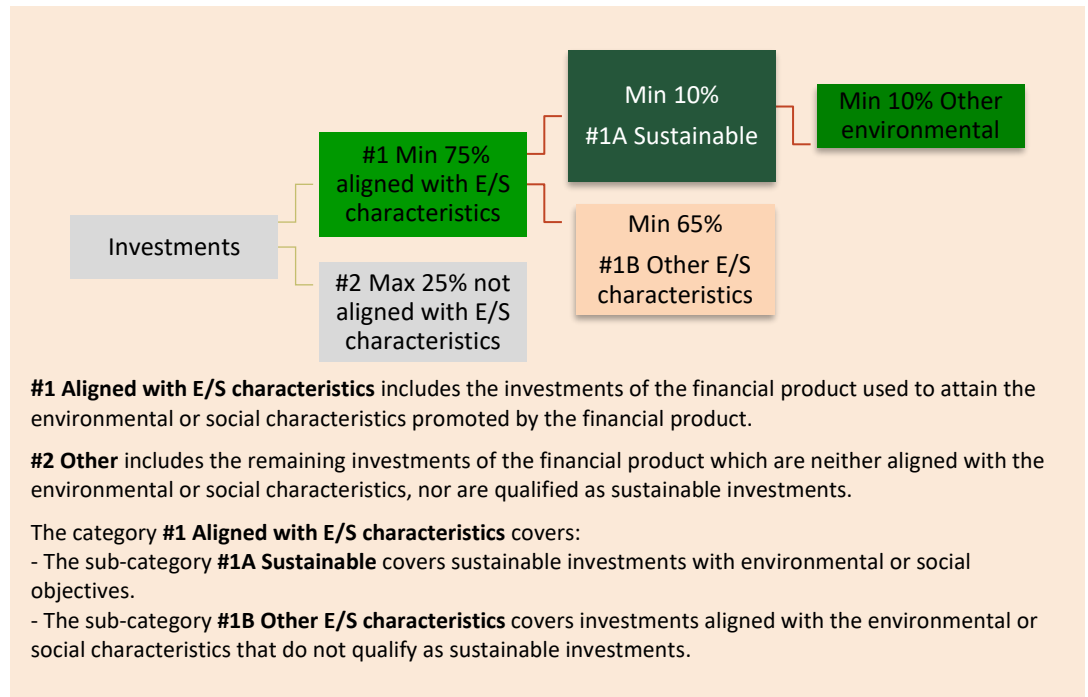 Min 10%
#1A Sustainable
Min 10% Other
environmental
#1 Min 75%
aligned with E/S
characteristics
Investments
Min 65%
#1B Other E/S
characteristics
#2 Max 25% not
aligned with E/S
characteristics
#1 Aligned with E/S characteristics includes the investments of the financial product used to attain the
environmental or social characteristics promoted by the financial product.
#2 Other includes the remaining investments of the financial product which are neither aligned with the
environmental or social characteristics, nor are qualified as sustainable investments.
The category #1 Aligned with E/S characteristics covers:
- The sub-category #1A Sustainable covers sustainable investments with environmental or social
objectives.
- The sub-category #1B Other E/S characteristics covers investments aligned with the environmental or
social characteristics that do not qualify as sustainable investments.